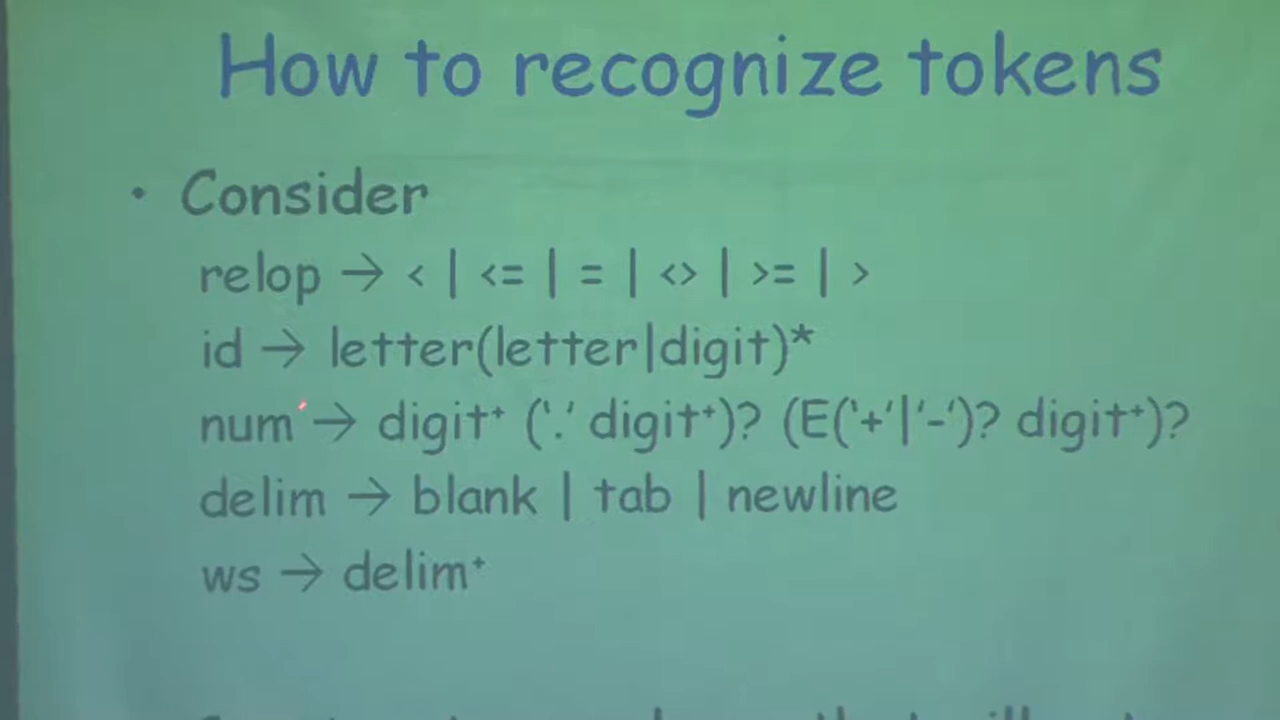 How to recognize tokens
• Consider
relop → < | <= | = | <> | >= | >
id → letter(letter|digit)*
num → digit⁺ ('.' digit⁺)? (E('+'|'-')? digit⁺)?
delim → blank | tab | newline
ws → delim⁺